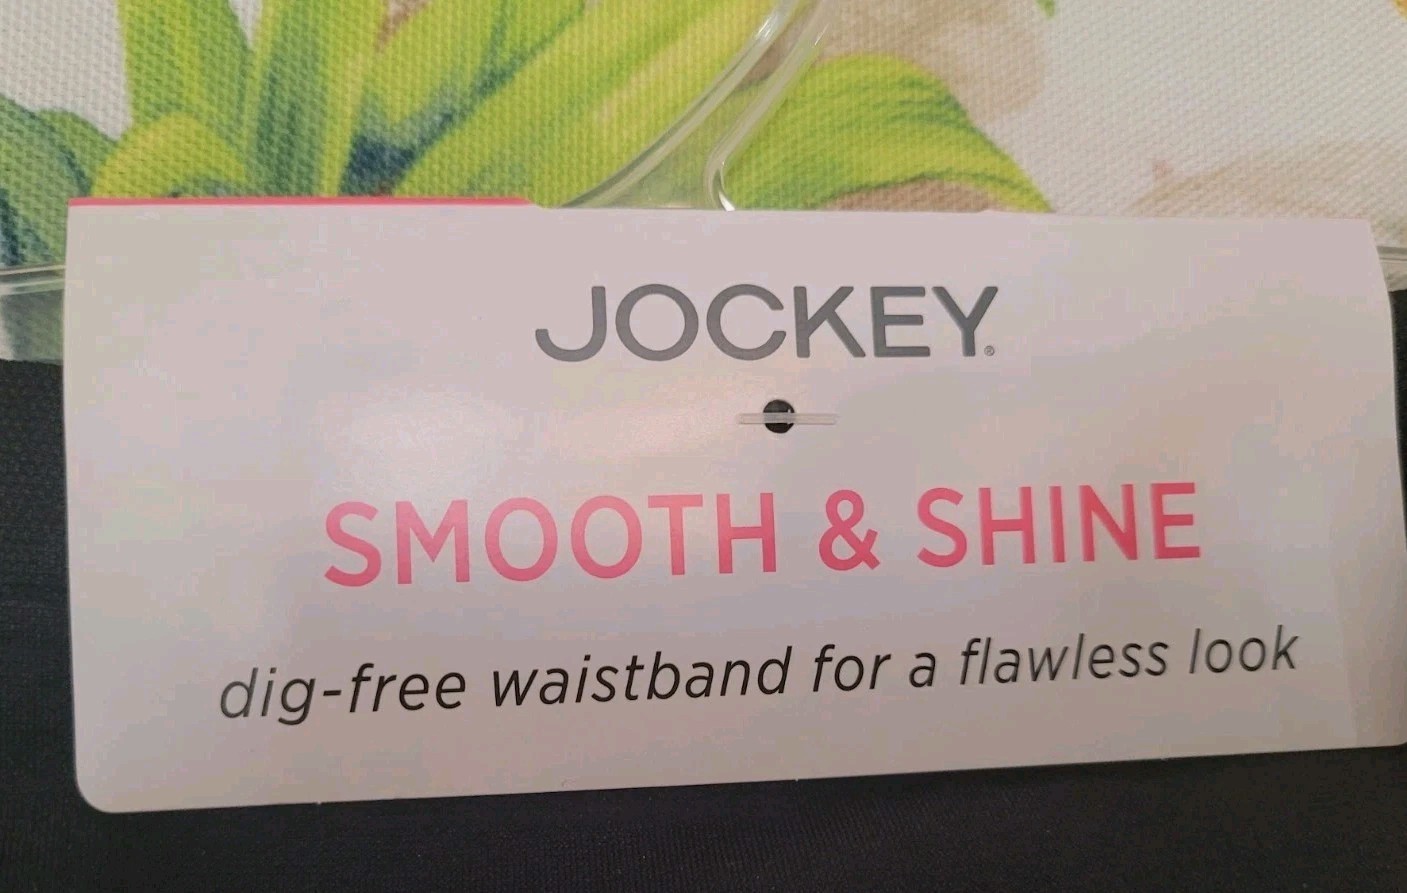 JOCKEY®
SMOOTH & SHINE
dig-free waistband for a flawless look